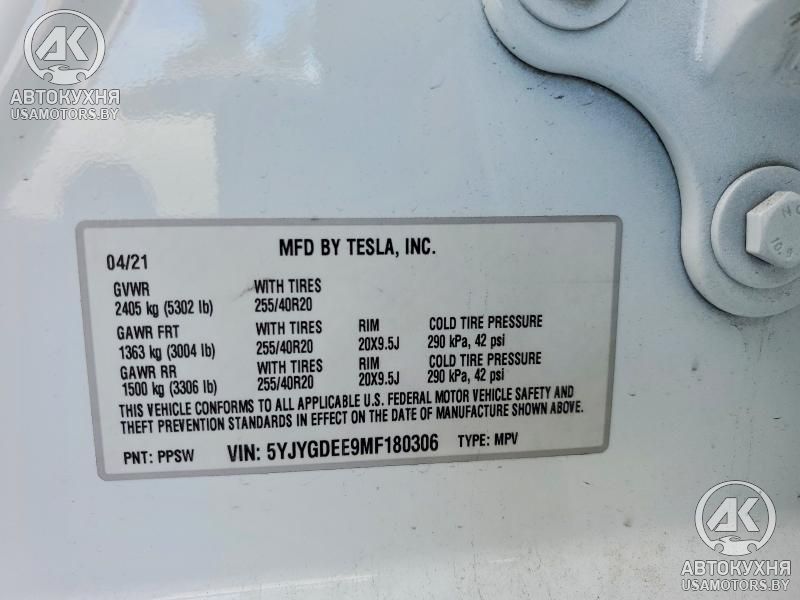 АК
АВТОКУХНЯ
USAMOTORS.BY
04/21 MFD BY TESLA, INC.
GVWR WITH TIRES
2405 kg (5302 lb) 255/40R20
GAWR FRT WITH TIRES RIM COLD TIRE PRESSURE
1363 kg (3004 lb) 255/40R20 20X9.5J 290 kPa, 42 psi
GAWR RR WITH TIRES RIM COLD TIRE PRESSURE
1500 kg (3306 lb) 255/40R20 20X9.5J 290 kPa, 42 psi
THIS VEHICLE CONFORMS TO ALL APPLICABLE U.S. FEDERAL MOTOR VEHICLE SAFETY AND
THEFT PREVENTION STANDARDS IN EFFECT ON THE DATE OF MANUFACTURE SHOWN ABOVE.
PNT: PPSW VIN: 5YJYGDEE9MF180306 TYPE: MPV
АК
АВТОКУХНЯ
USAMOTORS.BY